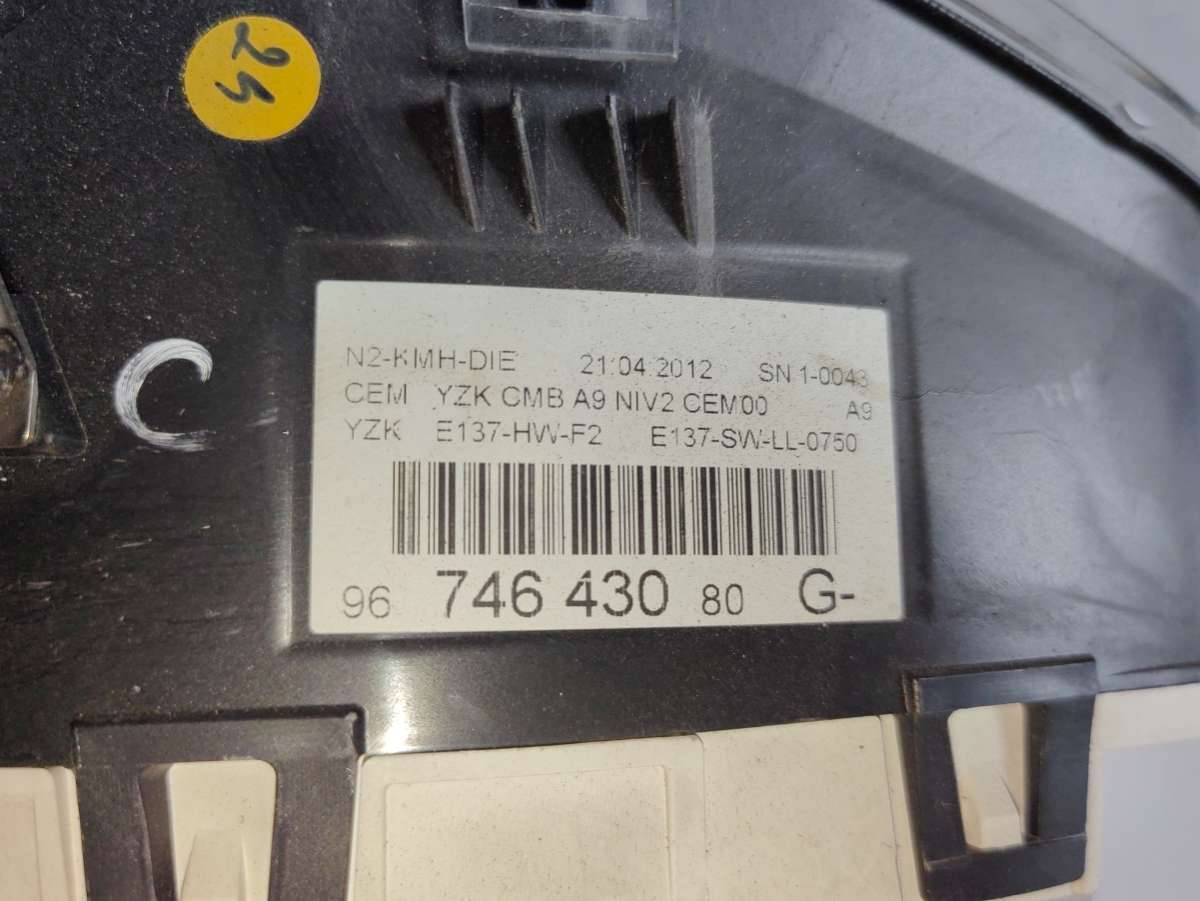 25
C
N2-KMH-DIE 21.04.2012 SN 1-0043
CEM YZK CMB A9 NIV2 CEM00 A9
YZK E137-HW-F2 E137-SW-LL-0750
96 746 430 80 G-